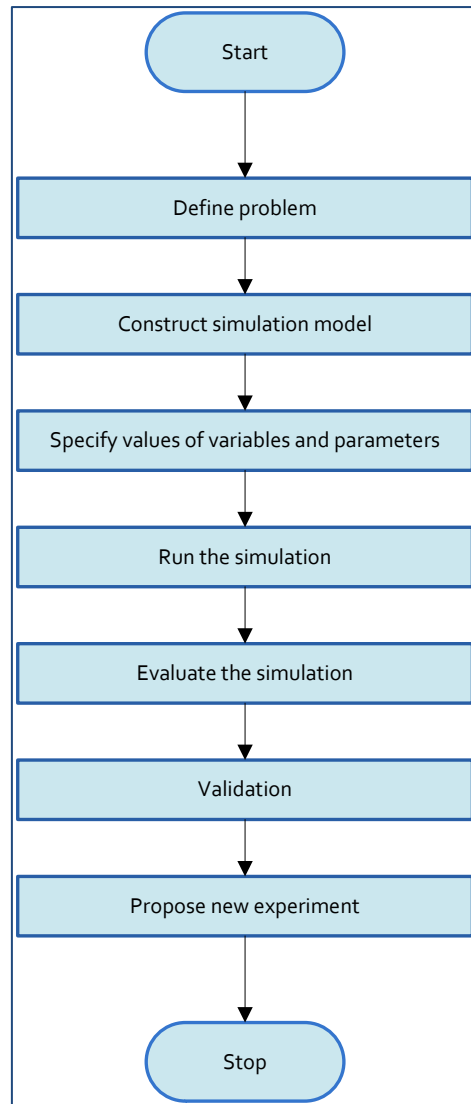 Start
Define problem
Construct simulation model
Specify values of variables and parameters
Run the simulation
Evaluate the simulation
Validation
Propose new experiment
Stop